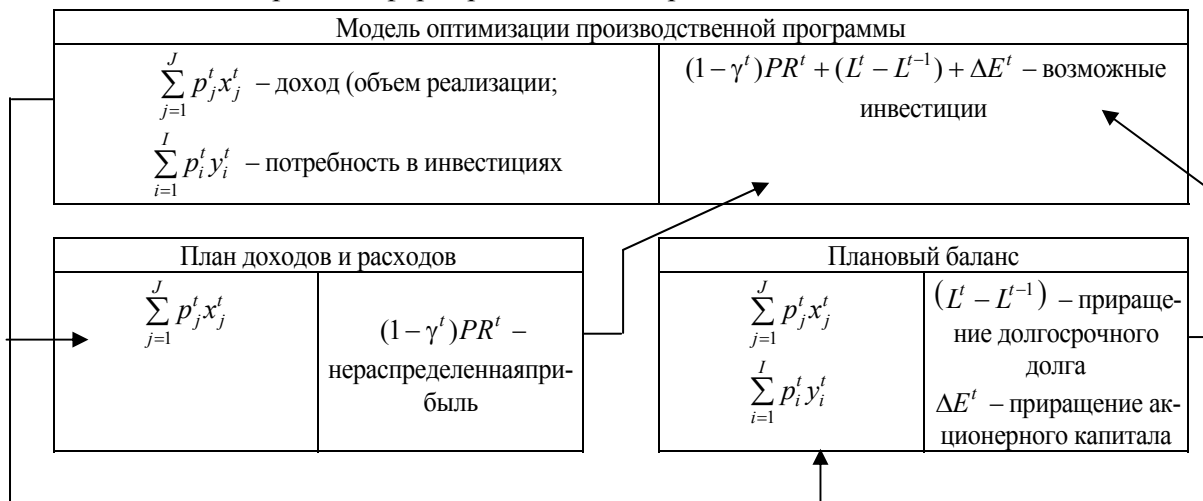 Модель оптимизации производственной программы
∑_{j=1}^{J} p_j^t x_j^t – доход (объем реализации;
∑_{i=1}^{I} p_i^t y_i^t – потребность в инвестициях
(1 − γ^t)PR^t + (L^t − L^{t−1}) + ΔE^t – возможные
инвестиции
План доходов и расходов
∑_{j=1}^{J} p_j^t x_j^t
(1 − γ^t)PR^t –
нераспределеннаяпри-
быль
Плановый баланс
∑_{j=1}^{J} p_j^t x_j^t
∑_{i=1}^{I} p_i^t y_i^t
(L^t − L^{t−1}) – прираще-
ние долгосрочного
долга
ΔE^t – приращение ак-
ционерного капитала